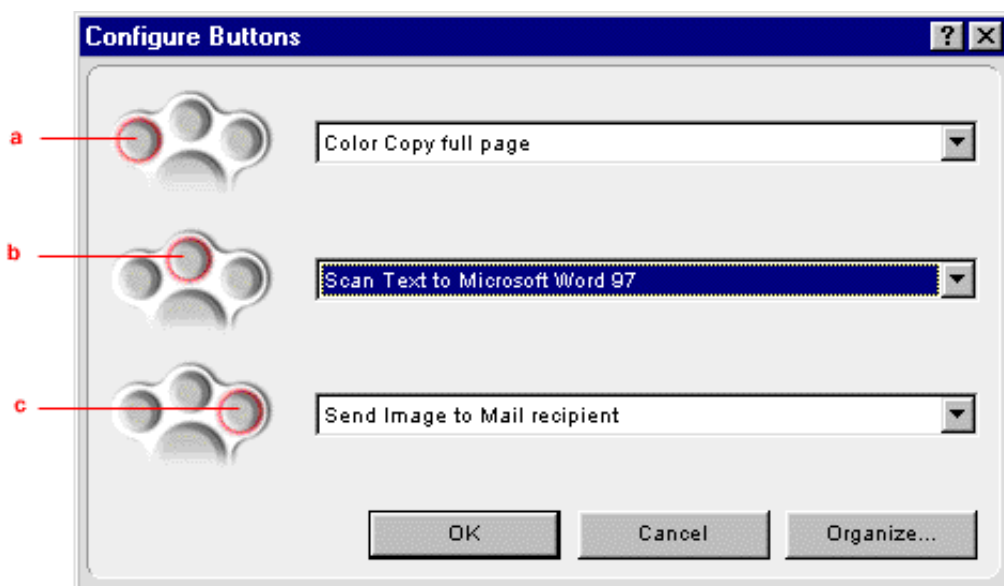 Configure Buttons
?
a
Color Copy full page
b
Scan Text to Microsoft Word 97
c
Send Image to Mail recipient
OK Cancel Organize...